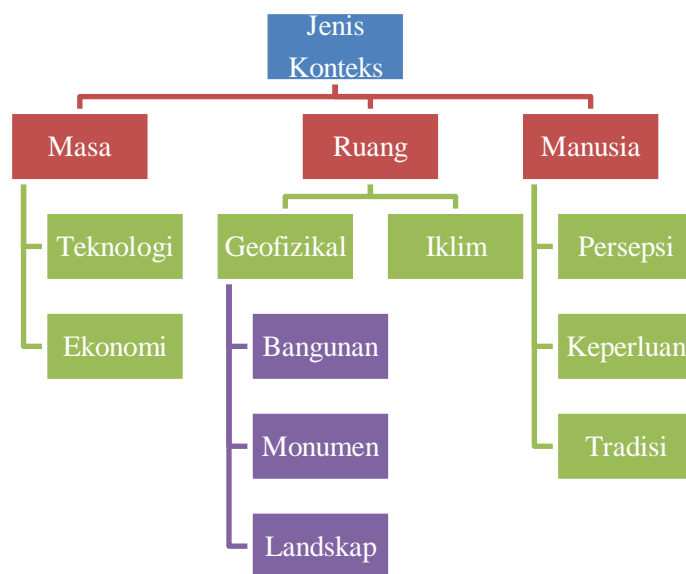 Jenis
Konteks
Masa
Ruang
Manusia
Teknologi
Geofizikal
Iklim
Persepsi
Ekonomi
Bangunan
Keperluan
Monumen
Tradisi
Landskap